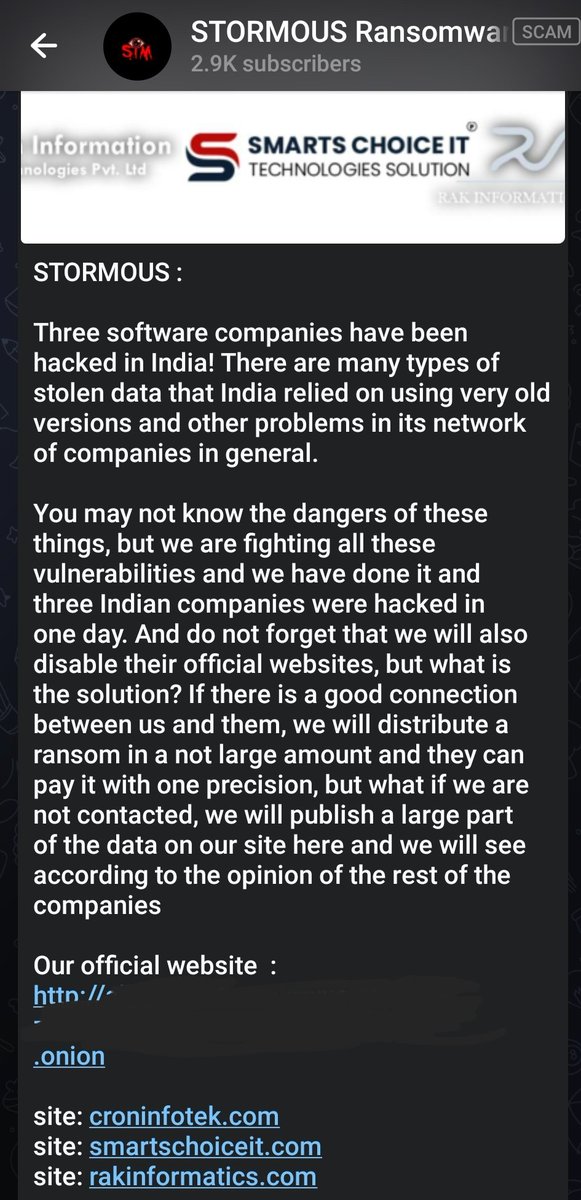 STORMOUS Ransomwar SCAM
2.9K subscribers
Information
nologies Pvt. Ltd
SMARTS CHOICE IT
TECHNOLOGIES SOLUTION
RAK INFORMATI
STORMOUS :
Three software companies have been
hacked in India! There are many types of
stolen data that India relied on using very old
versions and other problems in its network
of companies in general.
You may not know the dangers of these
things, but we are fighting all these
vulnerabilities and we have done it and
three Indian companies were hacked in
one day. And do not forget that we will also
disable their official websites, but what is
the solution? If there is a good connection
between us and them, we will distribute a
ransom in a not large amount and they can
pay it with one precision, but what if we are
not contacted, we will publish a large part
of the data on our site here and we will see
according to the opinion of the rest of the
companies
Our official website :
http://
.onion
site: croninfotek.com
site: smartschoiceit.com
site: rakinformatics.com